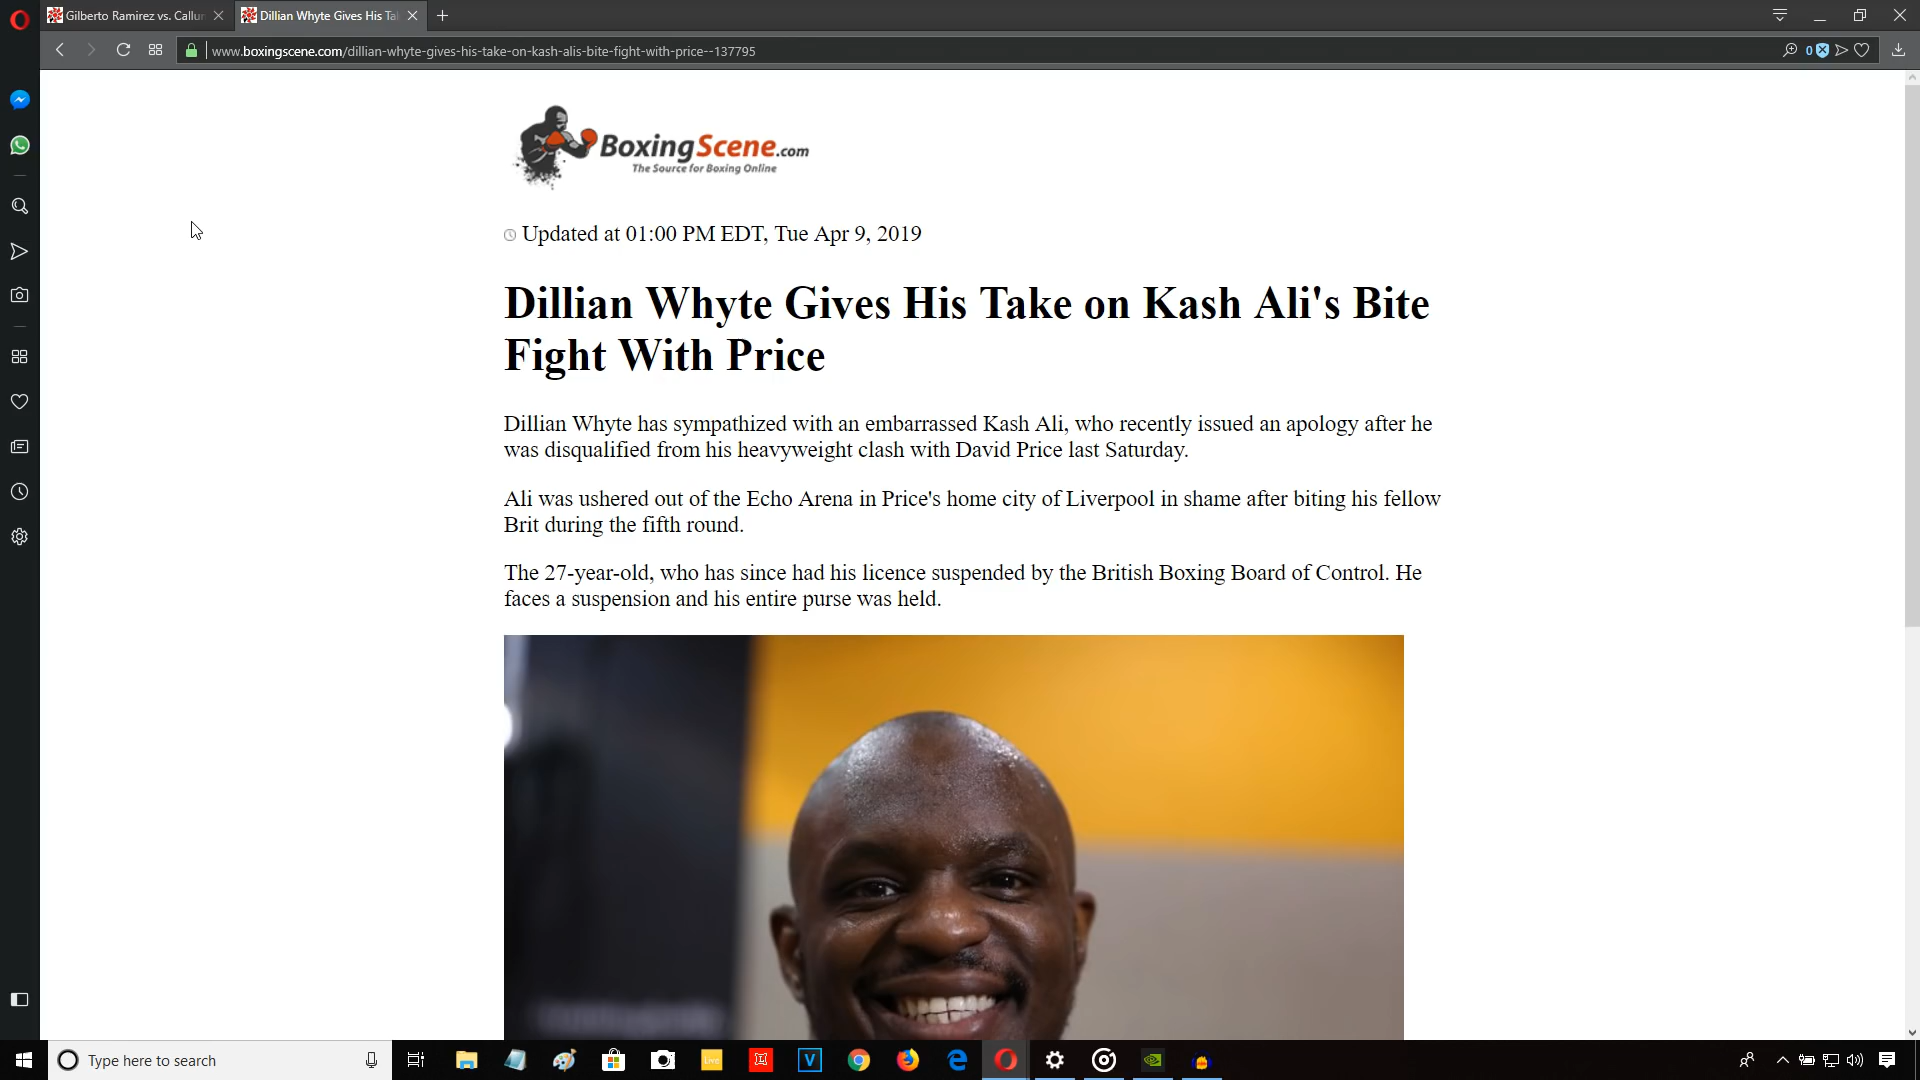 Gilberto Ramirez vs. Callu
Dillian Whyte Gives His Ta
www.boxingscene.com/dillian-whyte-gives-his-take-on-kash-alis-bite-fight-with-price--137795
0
BoxingScene.com
The Source for Boxing Online
Updated at 01:00 PM EDT, Tue Apr 9, 2019
Dillian Whyte Gives His Take on Kash Ali's Bite
Fight With Price
Dillian Whyte has sympathized with an embarrassed Kash Ali, who recently issued an apology after he
was disqualified from his heavyweight clash with David Price last Saturday.
Ali was ushered out of the Echo Arena in Price's home city of Liverpool in shame after biting his fellow
Brit during the fifth round.
The 27-year-old, who has since had his licence suspended by the British Boxing Board of Control. He
faces a suspension and his entire purse was held.
Type here to search
Live
V